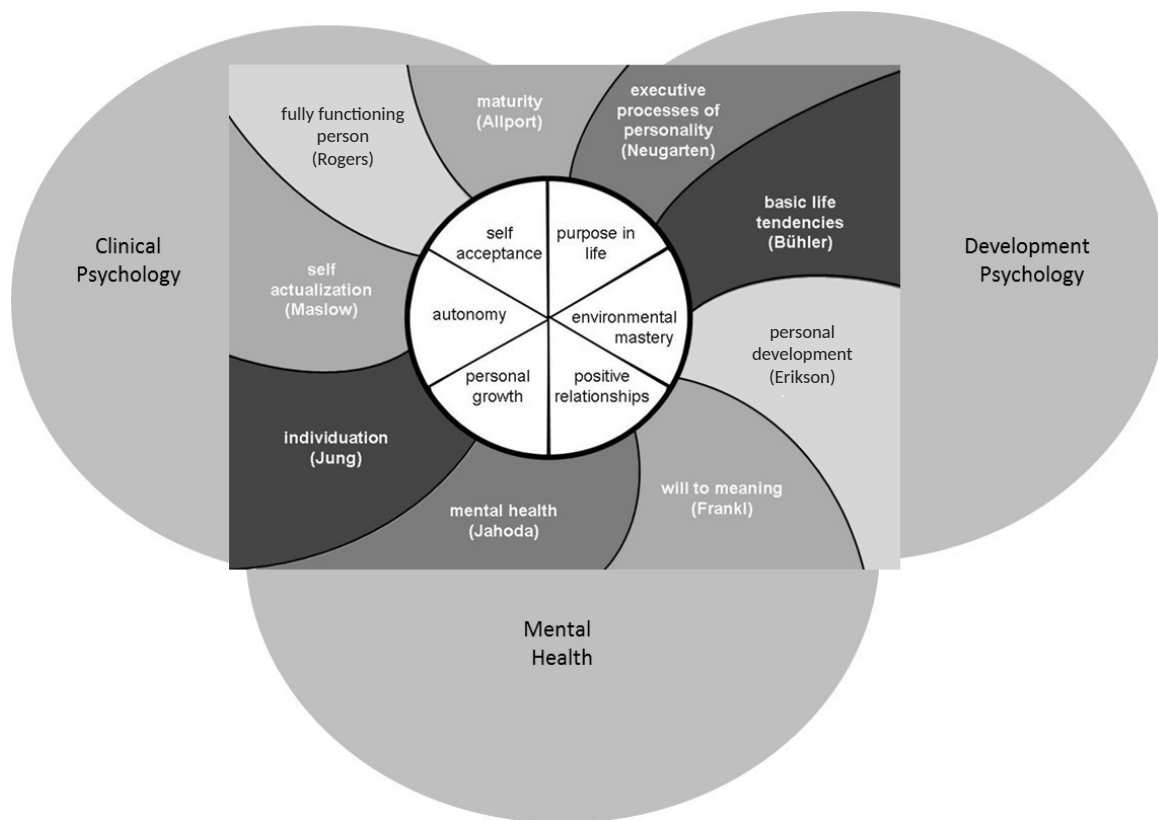 fully functioning
person
(Rogers)
maturity
(Allport)
executive
processes of
personality
(Neugarten)
basic life
tendencies
(Bühler)
Clinical
Psychology
self
acceptance
purpose in
life
Development
Psychology
self
actualization
(Maslow)
autonomy
environmental
mastery
personal
development
(Erikson)
personal
growth
positive
relationships
individuation
(Jung)
mental health
(Jahoda)
will to meaning
(Frankl)
Mental
Health